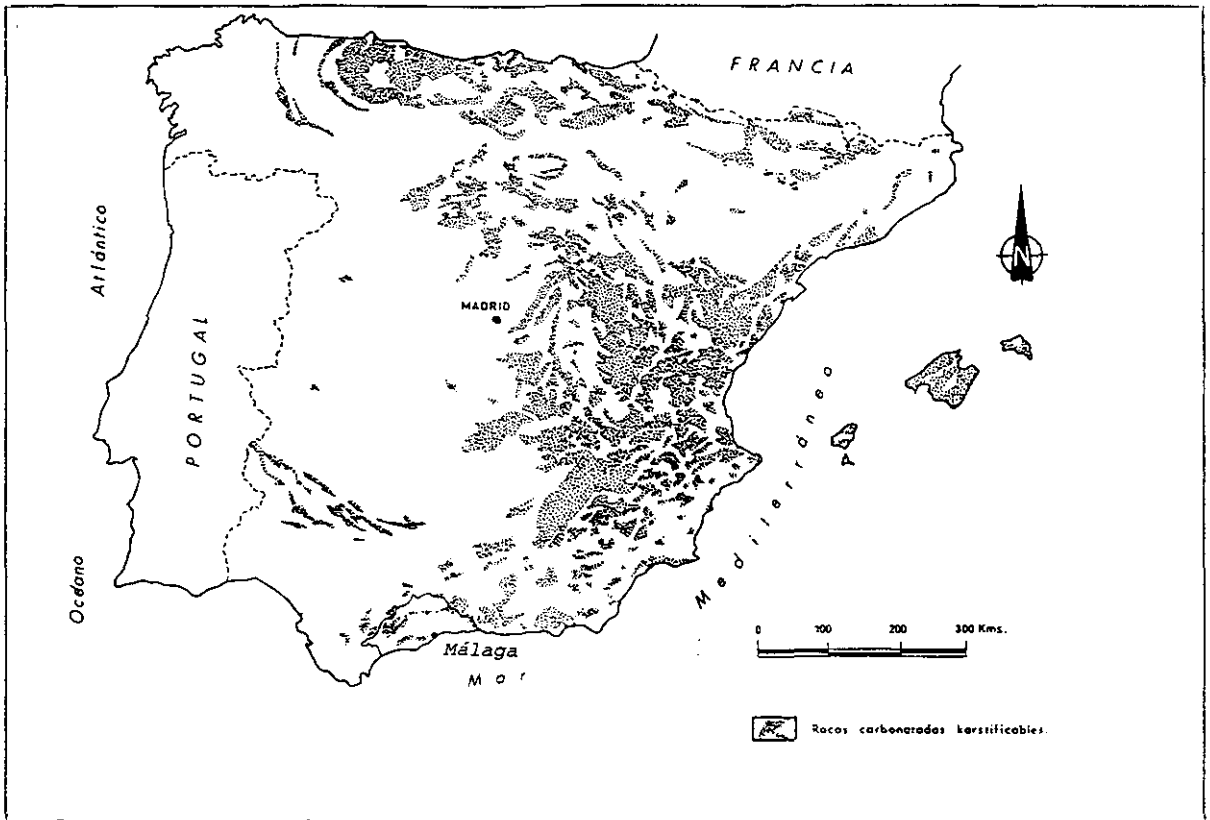 FRANCIA
Atlántico
MADRID
N
PORTUGAL
Mediterráneo
Océano
0 100 200 300 Kms.
Málaga
Mar
Rocas carbonatadas karstificables.